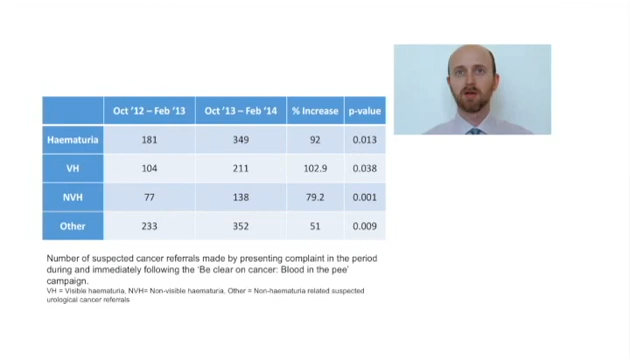 Oct '12 – Feb '13 Oct '13 – Feb '14 % Increase p-value
Haematuria 181 349 92 0.013
VH 104 211 102.9 0.038
NVH 77 138 79.2 0.001
Other 233 352 51 0.009
Number of suspected cancer referrals made by presenting complaint in the period
during and immediately following the 'Be clear on cancer: Blood in the pee'
campaign.
VH = Visible haematuria, NVH= Non-visible haematuria, Other = Non-haematuria related suspected
urological cancer referrals